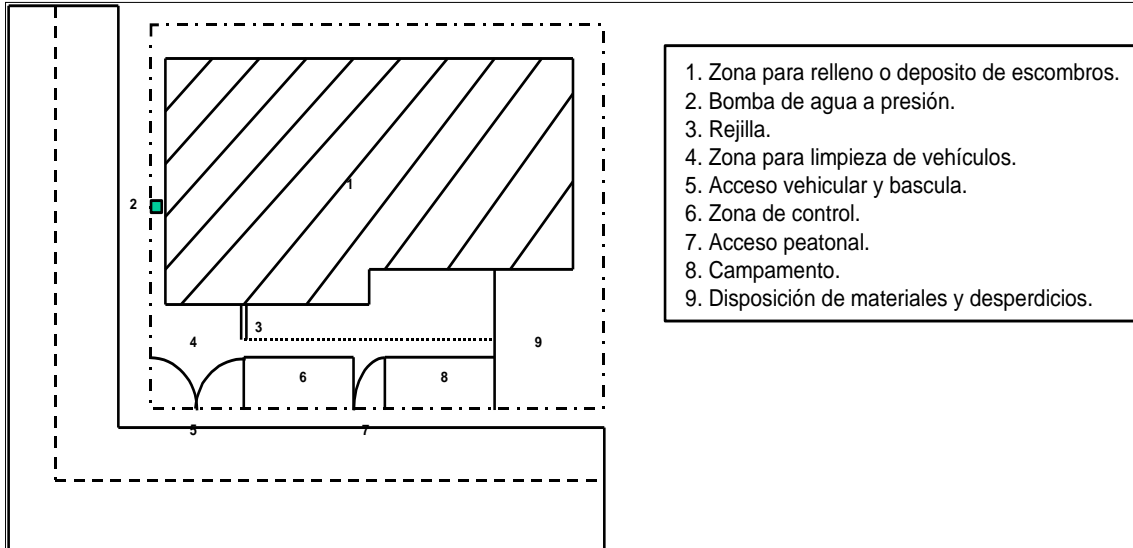 1. Zona para relleno o deposito de escombros.
2. Bomba de agua a presión.
3. Rejilla.
4. Zona para limpieza de vehículos.
5. Acceso vehicular y bascula.
6. Zona de control.
7. Acceso peatonal.
8. Campamento.
9. Disposición de materiales y desperdicios.
1
2
3
4
9
6
8
5
7